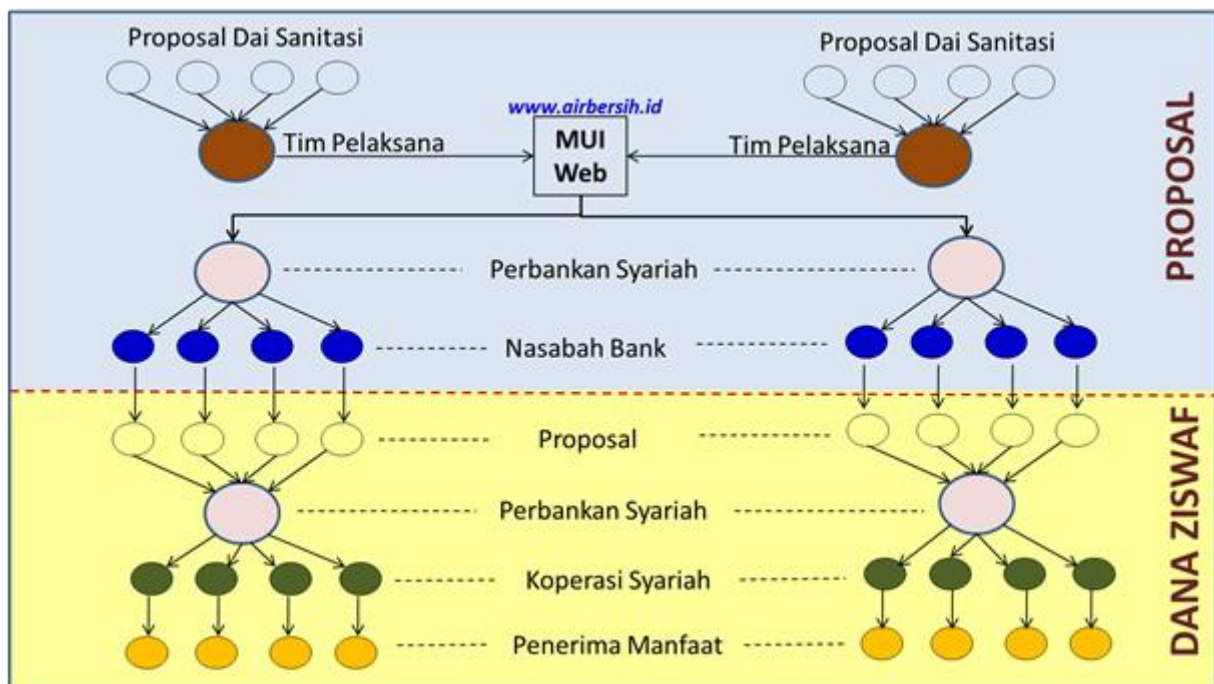 Proposal Dai Sanitasi
Proposal Dai Sanitasi
www.airbersih.id
MUI
Web
Tim Pelaksana
Tim Pelaksana
PROPOSAL
Perbankan Syariah
Nasabah Bank
Proposal
Perbankan Syariah
Koperasi Syariah
Penerima Manfaat
DANA ZISWAF